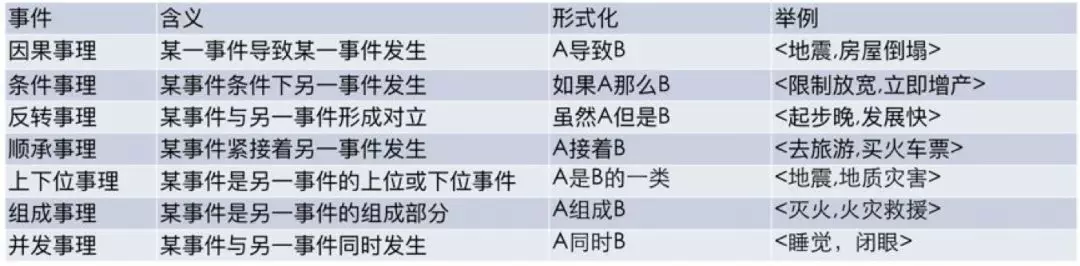 事件 含义 形式化 举例
因果事理 某一事件导致某一事件发生 A导致B <地震,房屋倒塌>
条件事理 某事件条件下另一事件发生 如果A那么B <限制放宽,立即增产>
反转事理 某事件与另一事件形成对立 虽然A但是B <起步晚,发展快>
顺承事理 某事件紧接着另一事件发生 A接着B <去旅游,买火车票>
上下位事理 某事件是另一事件的上位或下位事件 A是B的一类 <地震,地质灾害>
组成事理 某事件是另一事件的组成部分 A组成B <灭火,火灾救援>
并发事理 某事件与另一事件同时发生 A同时B <睡觉，闭眼>